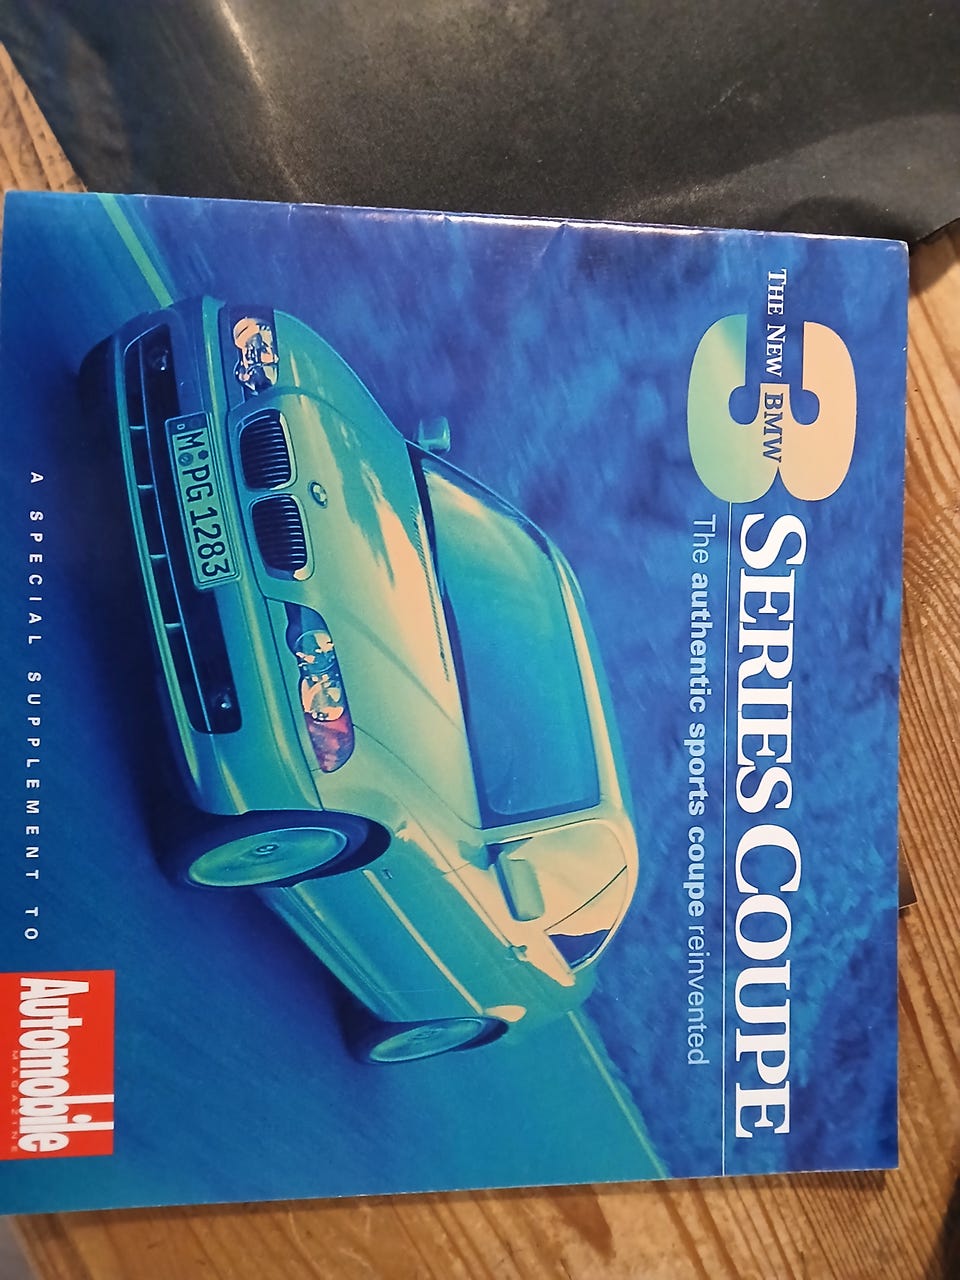 THE NEW BMW
3 SERIES COUPE
The authentic sports coupe reinvented
D M PG 1283
A SPECIAL SUPPLEMENT TO
Automobile
MAGAZINE